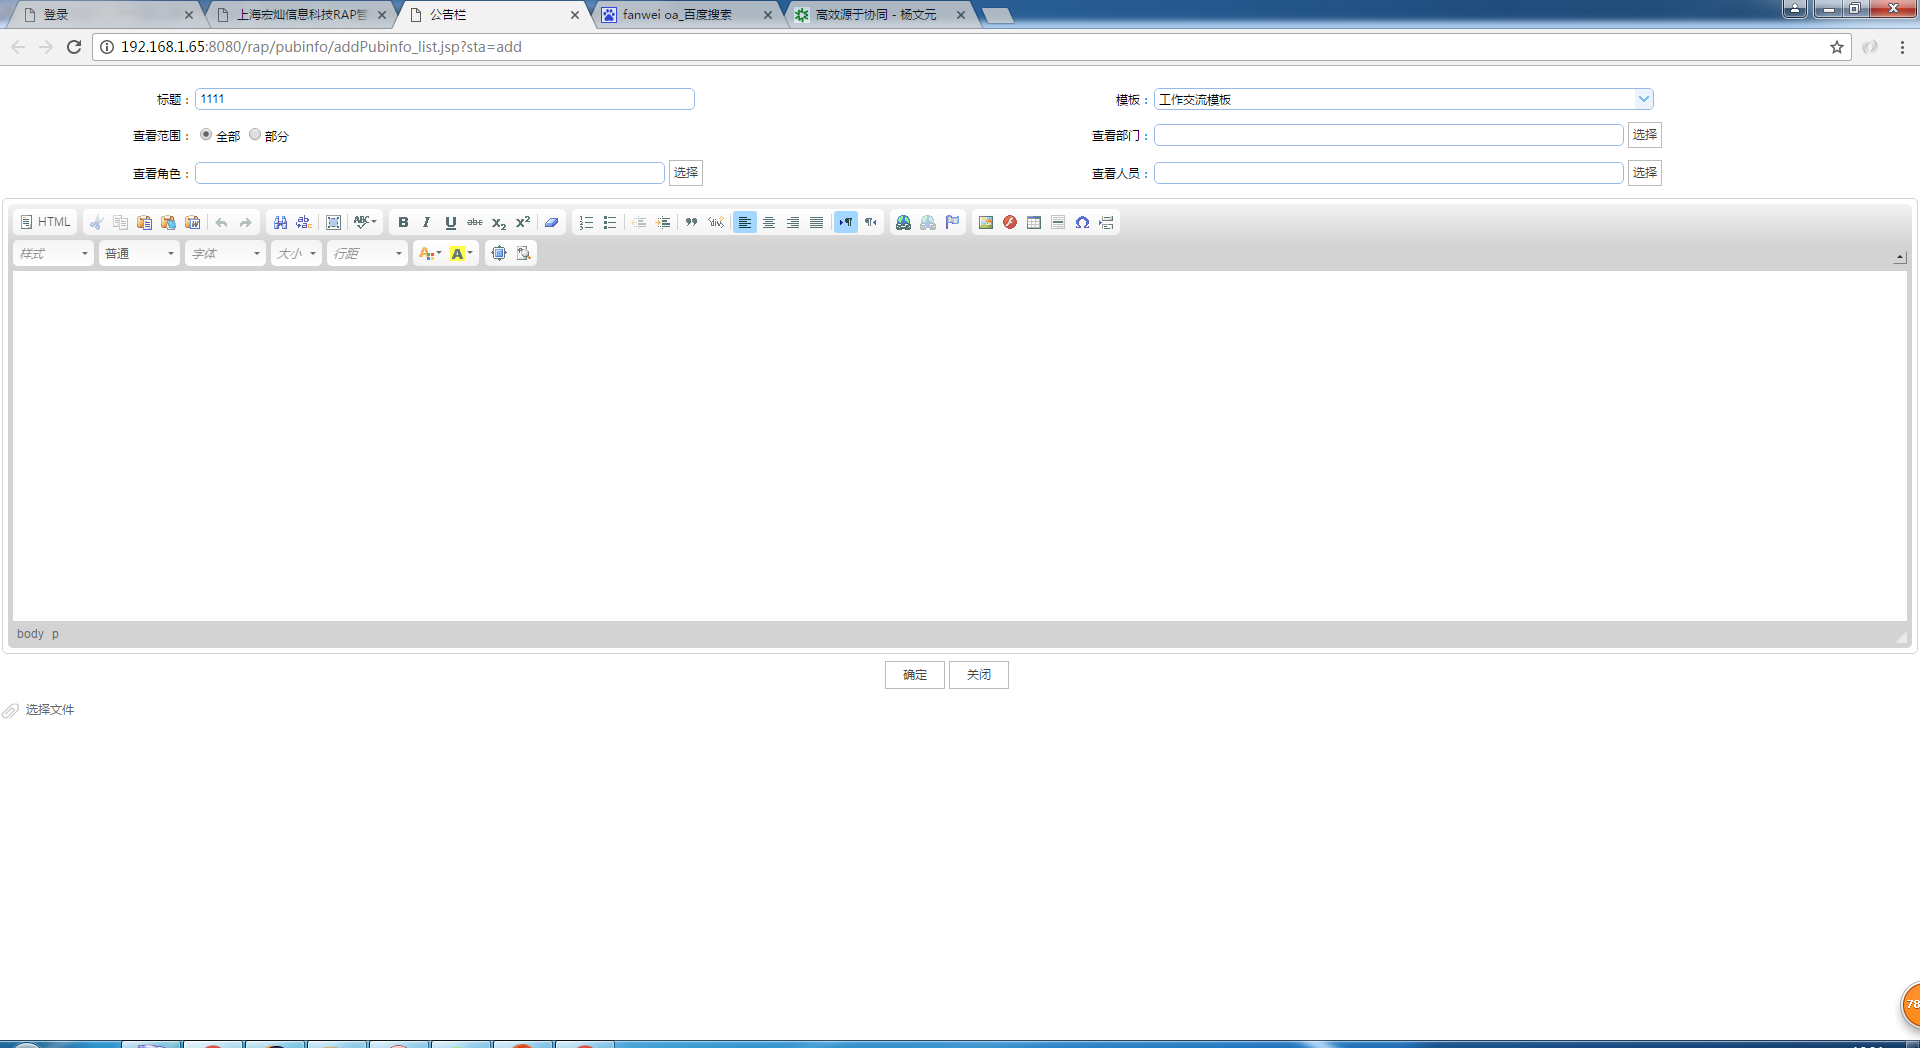 登录
上海宏灿信息科技RAP管
公告栏
fanwei oa_百度搜索
高效源于协同 - 杨文元
192.168.1.65:8080/rap/pubinfo/addPubinfo_list.jsp?sta=add
标题： 1111
模板： 工作交流模板
查看范围： 全部 部分
查看部门： 选择
查看角色： 选择
查看人员： 选择
HTML
样式 普通 字体 大小 行距
body p
确定 关闭
选择文件
78